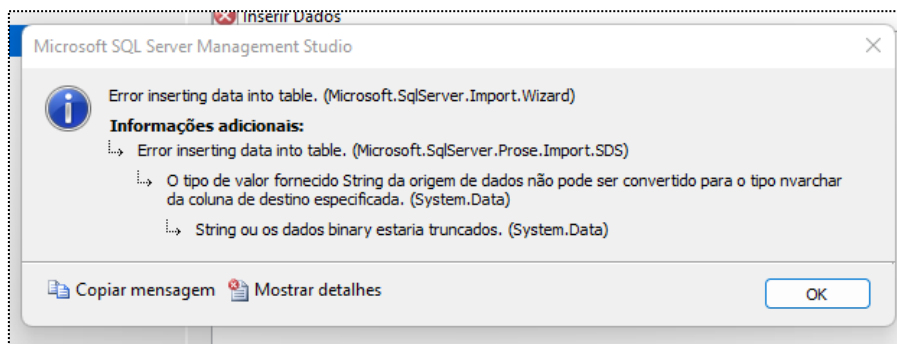 Inserir Dados
Microsoft SQL Server Management Studio
Error inserting data into table. (Microsoft.SqlServer.Import.Wizard)
Informações adicionais:
Error inserting data into table. (Microsoft.SqlServer.Prose.Import.SDS)
O tipo de valor fornecido String da origem de dados não pode ser convertido para o tipo nvarchar
da coluna de destino especificada. (System.Data)
String ou os dados binary estaria truncados. (System.Data)
Copiar mensagem Mostrar detalhes OK